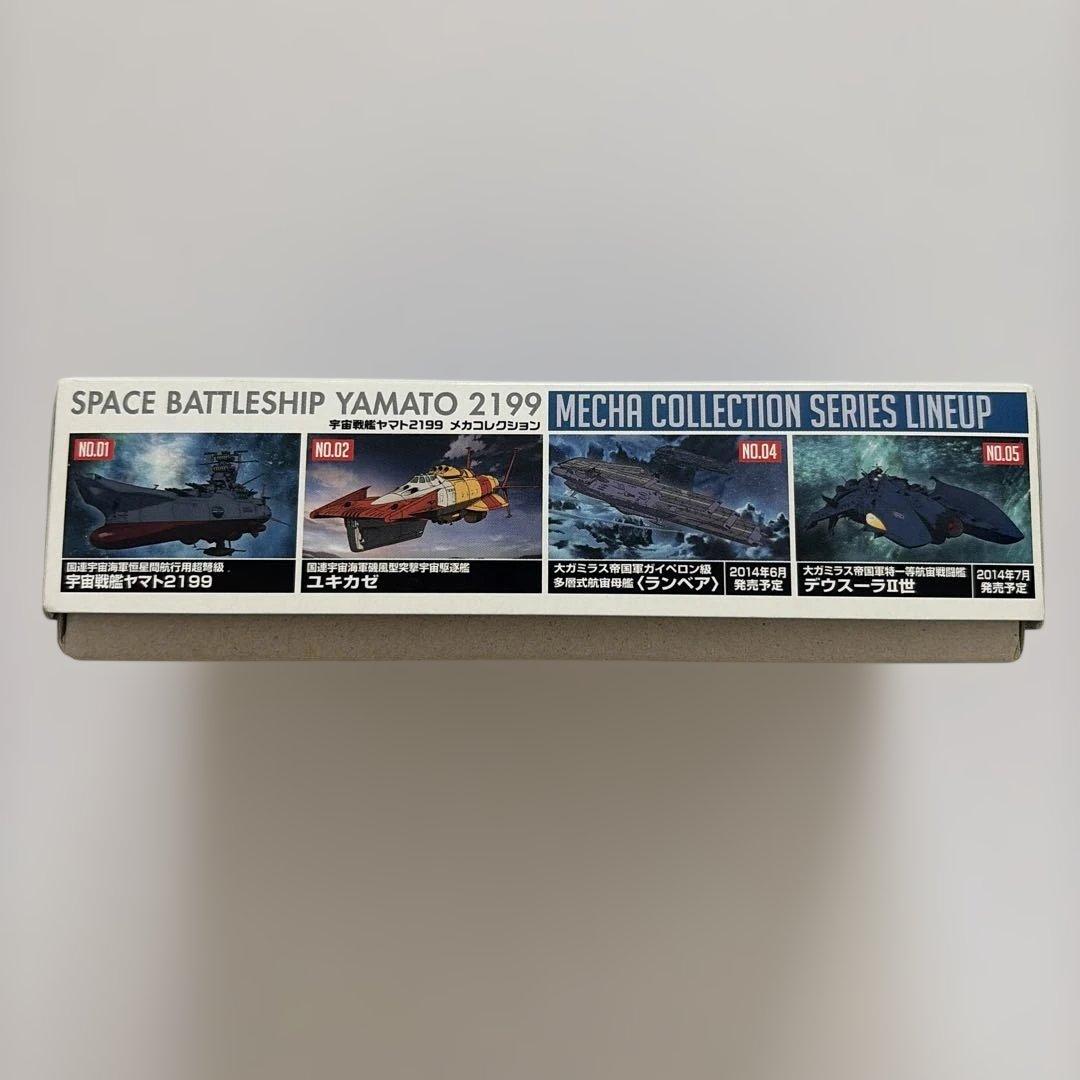 SPACE BATTLESHIP YAMATO 2199
宇宙戦艦ヤマト2199 メカコレクション
MECHA COLLECTION SERIES LINEUP
NO.01
国連宇宙海軍恒星間航行用超弩級
宇宙戦艦ヤマト2199
NO.02
国連宇宙海軍磯風型突撃宇宙駆逐艦
ユキカゼ
NO.04
大ガミラス帝国軍ガイペロン級
多層式航宙母艦〈ランベア〉
2014年6月
発売予定
NO.05
大ガミラス帝国軍特一等航宙戦闘艦
デウスーラII世
2014年7月
発売予定